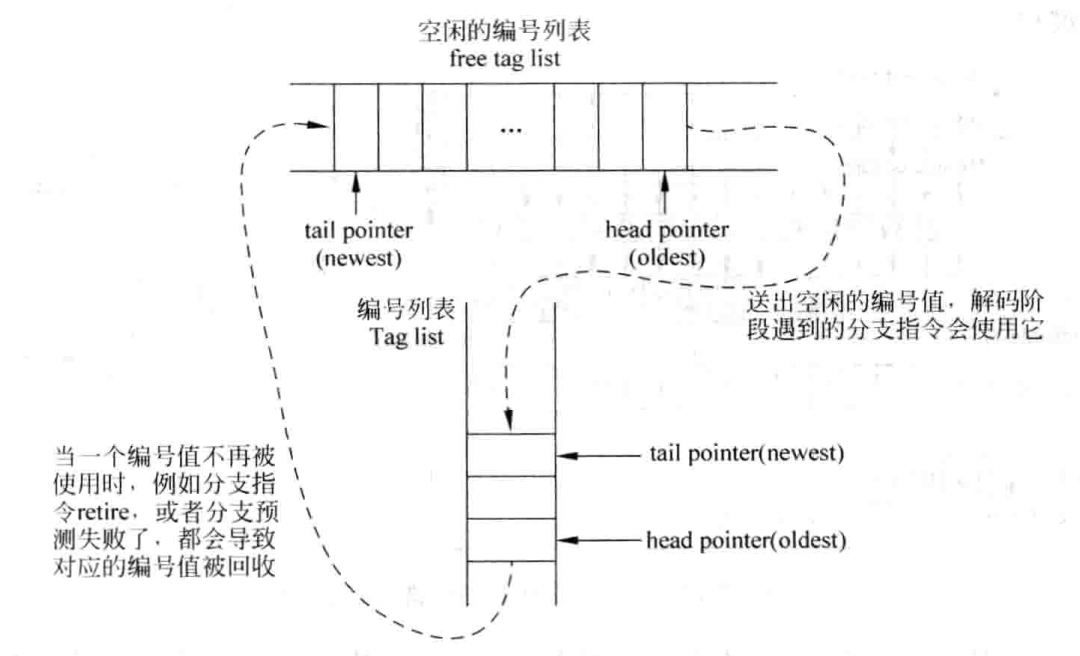 空闲的编号列表
free tag list
...
tail pointer
(newest)
head pointer
(oldest)
编号列表
Tag list
送出空闲的编号值，解码阶
段遇到的分支指令会使用它
当一个编号值不再被
使用时，例如分支指
令retire，或者分支预
测失败了，都会导致
对应的编号值被回收
tail pointer(newest)
head pointer(oldest)